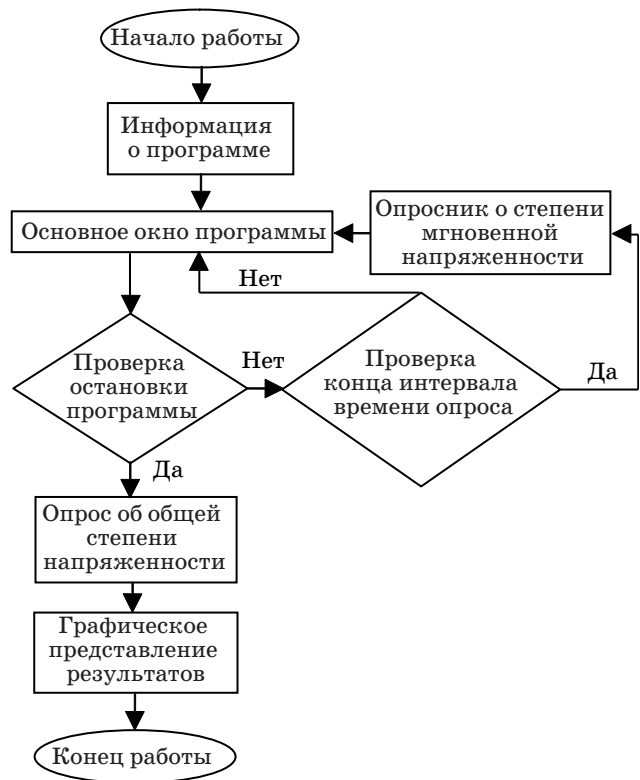 Начало работы
Информация
о программе
Основное окно программы
Опросник о степени
мгновенной
напряженности
Нет
Проверка
остановки
программы
Нет
Проверка
конца интервала
времени опроса
Да
Да
Опрос об общей
степени
напряженности
Графическое
представление
результатов
Конец работы